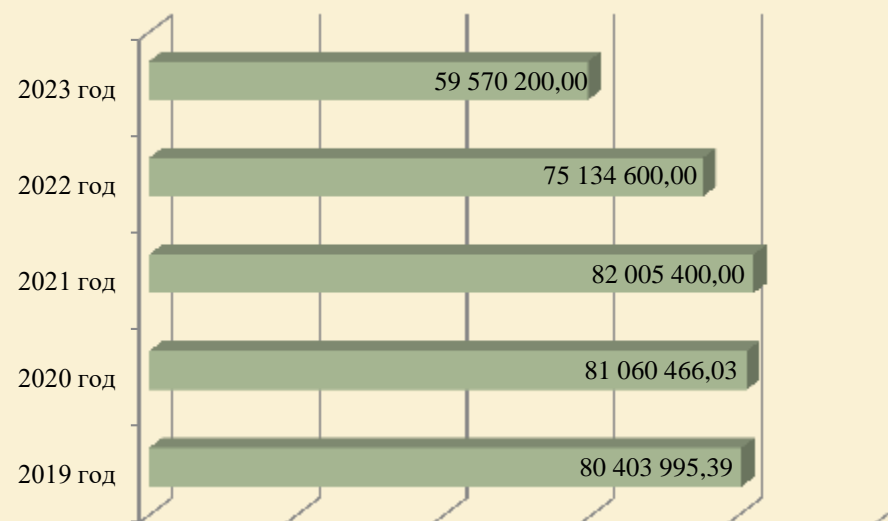 2023 год 59 570 200,00
2022 год 75 134 600,00
2021 год 82 005 400,00
2020 год 81 060 466,03
2019 год 80 403 995,39